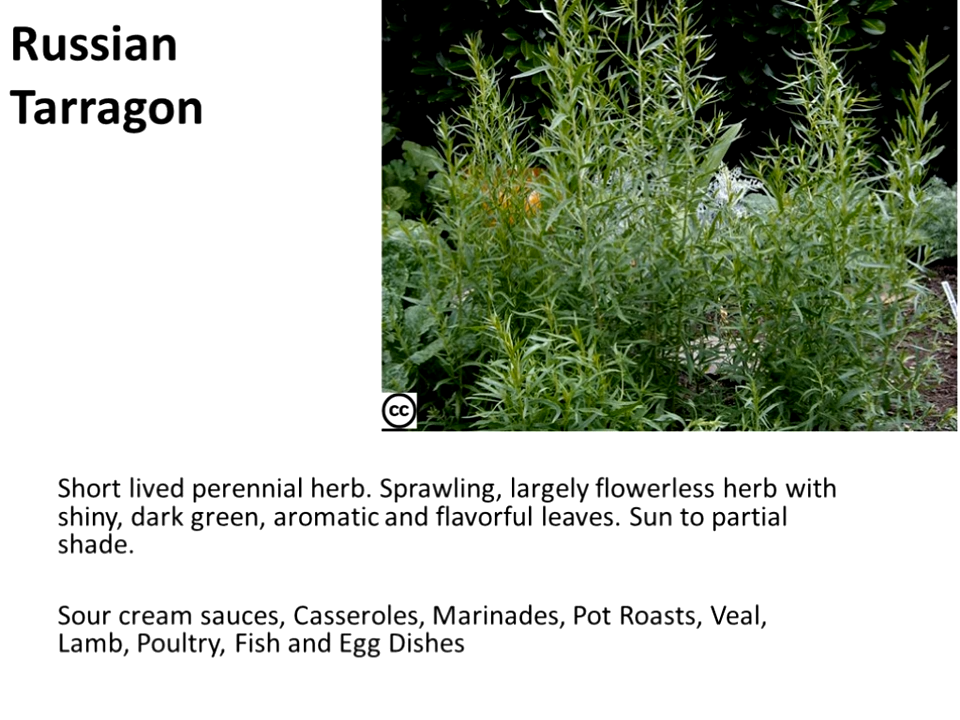 Russian
Tarragon
cc
Short lived perennial herb. Sprawling, largely flowerless herb with
shiny, dark green, aromatic and flavorful leaves. Sun to partial
shade.
Sour cream sauces, Casseroles, Marinades, Pot Roasts, Veal,
Lamb, Poultry, Fish and Egg Dishes